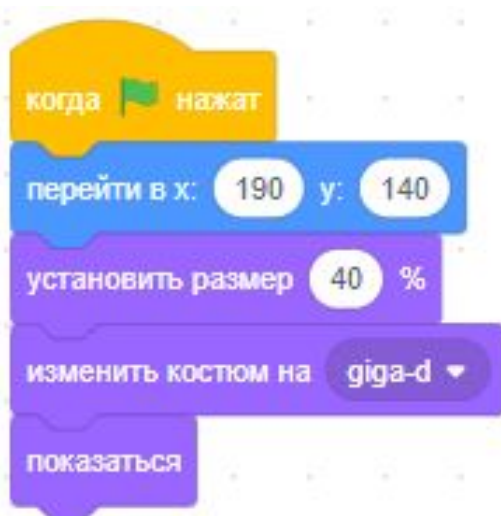 когда нажат
перейти в x: 190 y: 140
установить размер 40 %
изменить костюм на giga-d
показаться